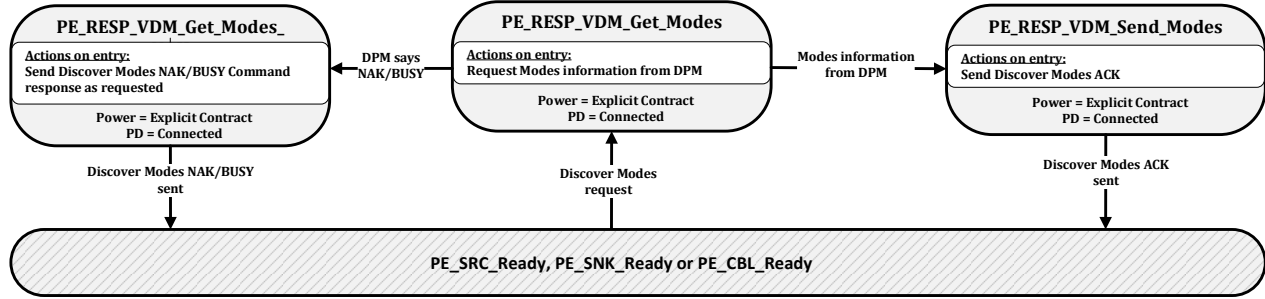 PE_RESP_VDM_Get_Modes_
Actions on entry:
Send Discover Modes NAK/BUSY Command
response as requested
Power = Explicit Contract
PD = Connected
DPM says
NAK/BUSY
PE_RESP_VDM_Get_Modes
Actions on entry:
Request Modes information from DPM
Power = Explicit Contract
PD = Connected
Modes information
from DPM
PE_RESP_VDM_Send_Modes
Actions on entry:
Send Discover Modes ACK
Power = Explicit Contract
PD = Connected
Discover Modes NAK/BUSY
sent
Discover Modes
request
Discover Modes ACK
sent
PE_SRC_Ready, PE_SNK_Ready or PE_CBL_Ready